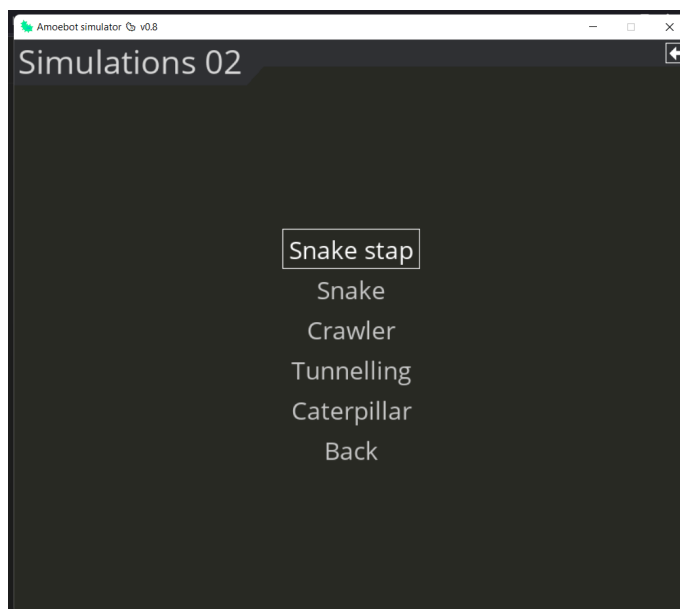 Amoebot simulator v0.8
Simulations 02
Snake stap
Snake
Crawler
Tunnelling
Caterpillar
Back